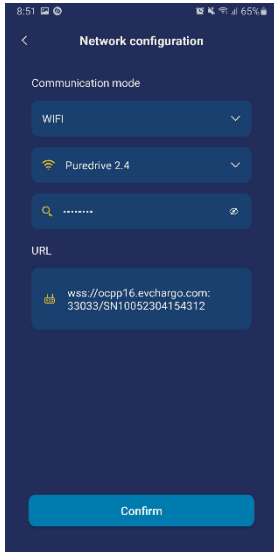 8:51 65%
Network configuration
Communication mode
WIFI
Puredrive 2.4
••••••••
URL
wss://ocpp16.evchargo.com:
33033/SN10052304154312
Confirm